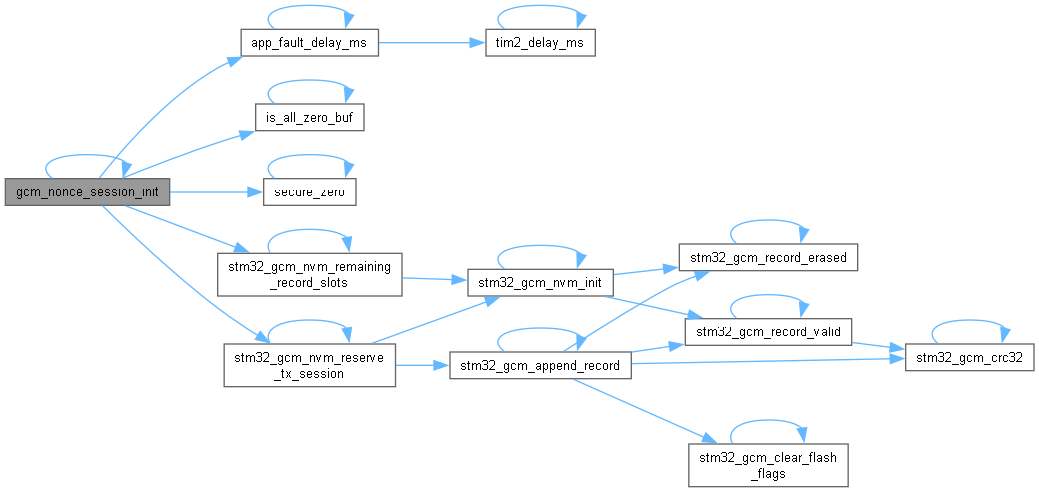 app_fault_delay_ms
tim2_delay_ms
is_all_zero_buf
gcm_nonce_session_init
secure_zero
stm32_gcm_nvm_remaining
_record_slots
stm32_gcm_nvm_init
stm32_gcm_record_erased
stm32_gcm_record_valid
stm32_gcm_nvm_reserve
_tx_session
stm32_gcm_append_record
stm32_gcm_crc32
stm32_gcm_clear_flash
_flags